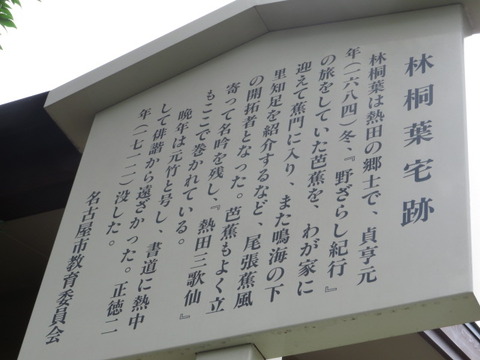 林桐葉宅跡
林桐葉は熱田の郷士で、貞亨元
年(一六八四)冬、『野ざらし紀行』
の旅をしていた芭蕉を、わが家に
迎えて蕉門に入り、また鳴海の下
里知足を紹介するなど、尾張蕉風
の開拓者となった。芭蕉もよく立
寄って名吟を残し、『熱田三歌仙』
もここで巻かれている。
晩年は元竹と号し、書道に熱中
して俳諧から遠ざかった。正徳二
年(一七一二)没した。
名古屋市教育委員会